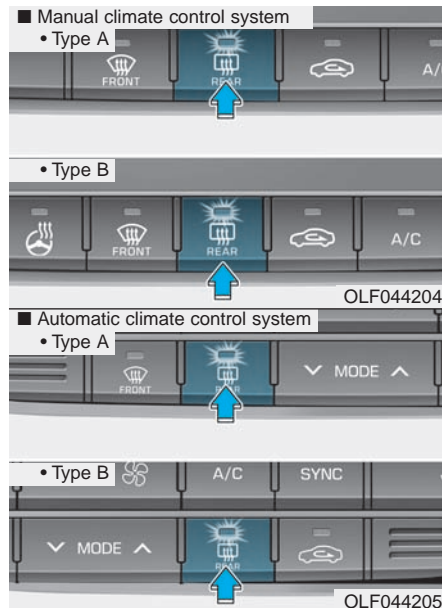 ■ Manual climate control system
• Type A
FRONT
REAR
• Type B
FRONT
REAR
A/C
OLF044204
■ Automatic climate control system
• Type A
FRONT
REAR
MODE
• Type B
A/C
SYNC
MODE
REAR
OLF044205